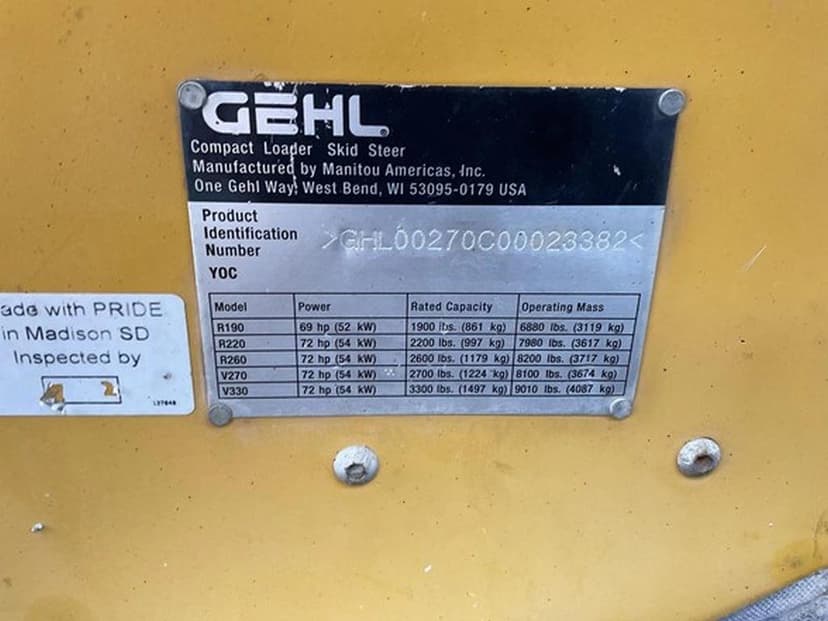 GEHL
Compact Loader Skid Steer
Manufactured by Manitou Americas, Inc.
One Gehl Way, West Bend, WI 53095-0179 USA
Product
Identification
Number
>GHL00270C00023382<
YOC
Model Power Rated Capacity Operating Mass
R190 69 hp (52 kW) 1900 lbs. (861 kg) 6880 lbs. (3119 kg)
R220 72 hp (54 kW) 2200 lbs. (997 kg) 7980 lbs. (3617 kg)
R260 72 hp (54 kW) 2600 lbs. (1179 kg) 8200 lbs. (3717 kg)
V270 72 hp (54 kW) 2700 lbs. (1224 kg) 8100 lbs. (3674 kg)
V330 72 hp (54 kW) 3300 lbs. (1497 kg) 9010 lbs. (4087 kg)
ade with PRIDE
in Madison SD
Inspected by
4 2